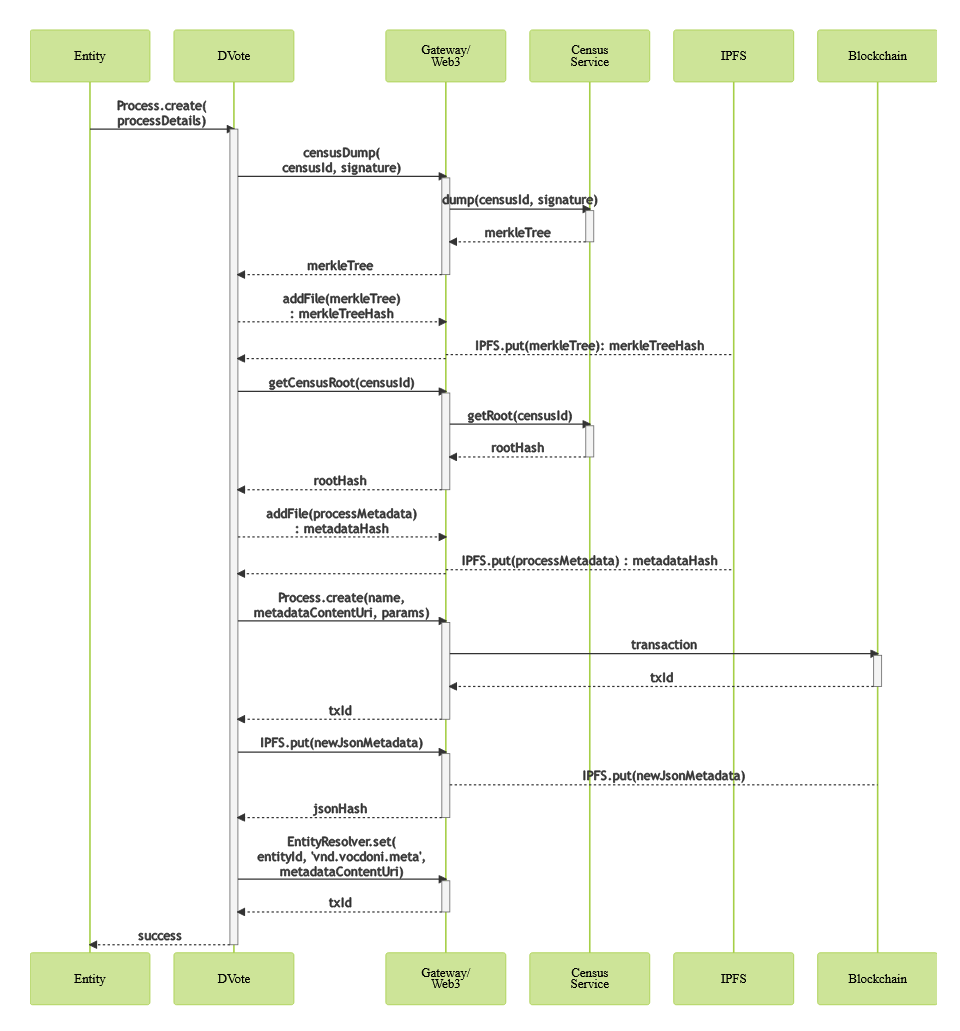 Entity
DVote
Gateway/
Web3
Census
Service
IPFS
Blockchain
Process.create(
processDetails)
censusDump(
censusId, signature)
dump(censusId, signature)
merkleTree
merkleTree
addFile(merkleTree)
: merkleTreeHash
IPFS.put(merkleTree): merkleTreeHash
getCensusRoot(censusId)
getRoot(censusId)
rootHash
rootHash
addFile(processMetadata)
: metadataHash
IPFS.put(processMetadata) : metadataHash
Process.create(name,
metadataContentUri, params)
transaction
txId
txId
IPFS.put(newJsonMetadata)
IPFS.put(newJsonMetadata)
jsonHash
EntityResolver.set(
entityId, 'vnd.vocdoni.meta',
metadataContentUri)
txId
success
Entity
DVote
Gateway/
Web3
Census
Service
IPFS
Blockchain